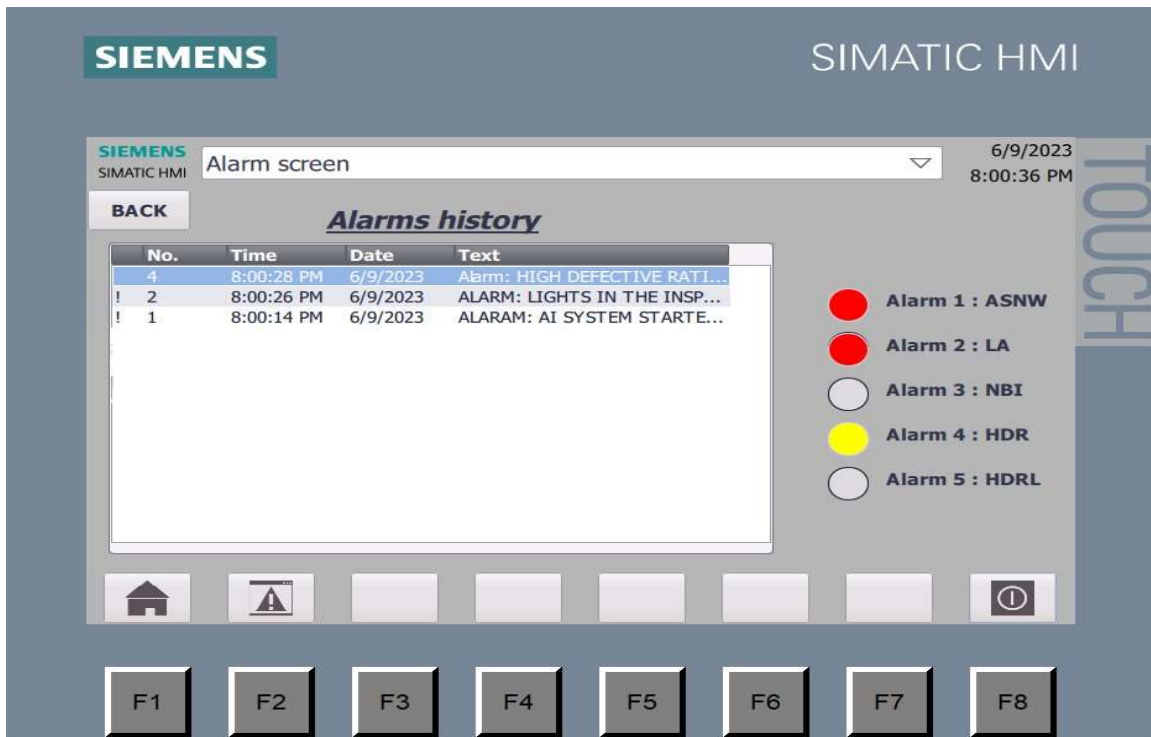 SIEMENS
SIMATIC HMI
SIEMENS
SIMATIC HMI
Alarm screen
6/9/2023
8:00:36 PM
TOUCH
BACK
Alarms history
No. Time Date Text
4 8:00:28 PM 6/9/2023 Alarm: HIGH DEFECTIVE RATI...
! 2 8:00:26 PM 6/9/2023 ALARM: LIGHTS IN THE INSP...
! 1 8:00:14 PM 6/9/2023 ALARAM: AI SYSTEM STARTE...
Alarm 1 : ASNW
Alarm 2 : LA
Alarm 3 : NBI
Alarm 4 : HDR
Alarm 5 : HDRL
F1 F2 F3 F4 F5 F6 F7 F8